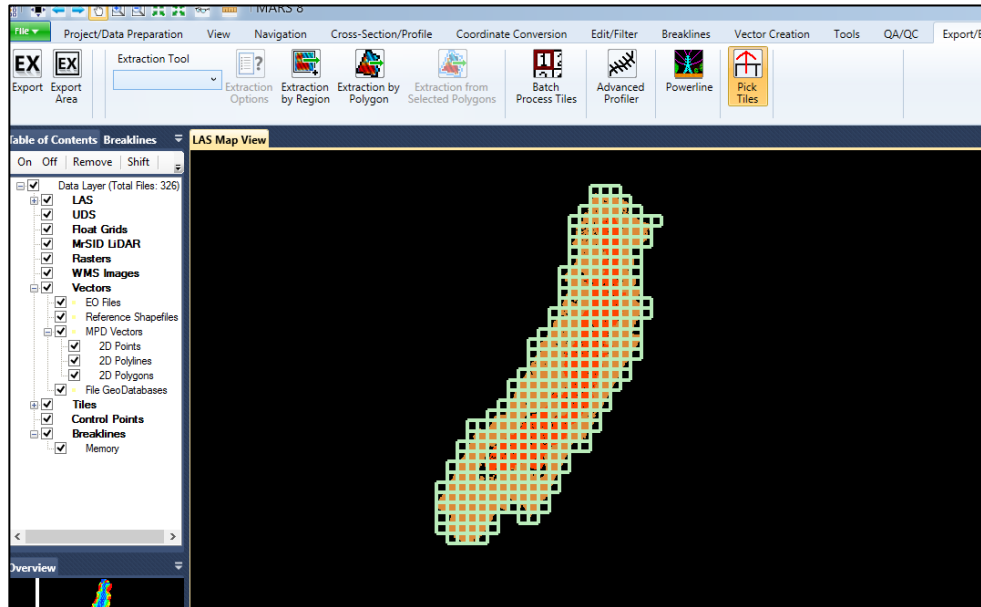 MARS 8
File
Project/Data Preparation View Navigation Cross-Section/Profile Coordinate Conversion Edit/Filter Breaklines Vector Creation Tools QA/QC Export/E
EX EX Extraction Tool
Export Export Area Extraction Options Extraction by Region Extraction by Polygon Extraction from Selected Polygons Batch Process Tiles Advanced Profiler Powerline Pick Tiles
Table of Contents Breaklines LAS Map View
On Off Remove Shift
Data Layer (Total Files: 326)
LAS
UDS
Float Grids
MrSID LiDAR
Rasters
WMS Images
Vectors
EO Files
Reference Shapefiles
MPD Vectors
2D Points
2D Polylines
2D Polygons
File GeoDatabases
Tiles
Control Points
Breaklines
Memory
Overview